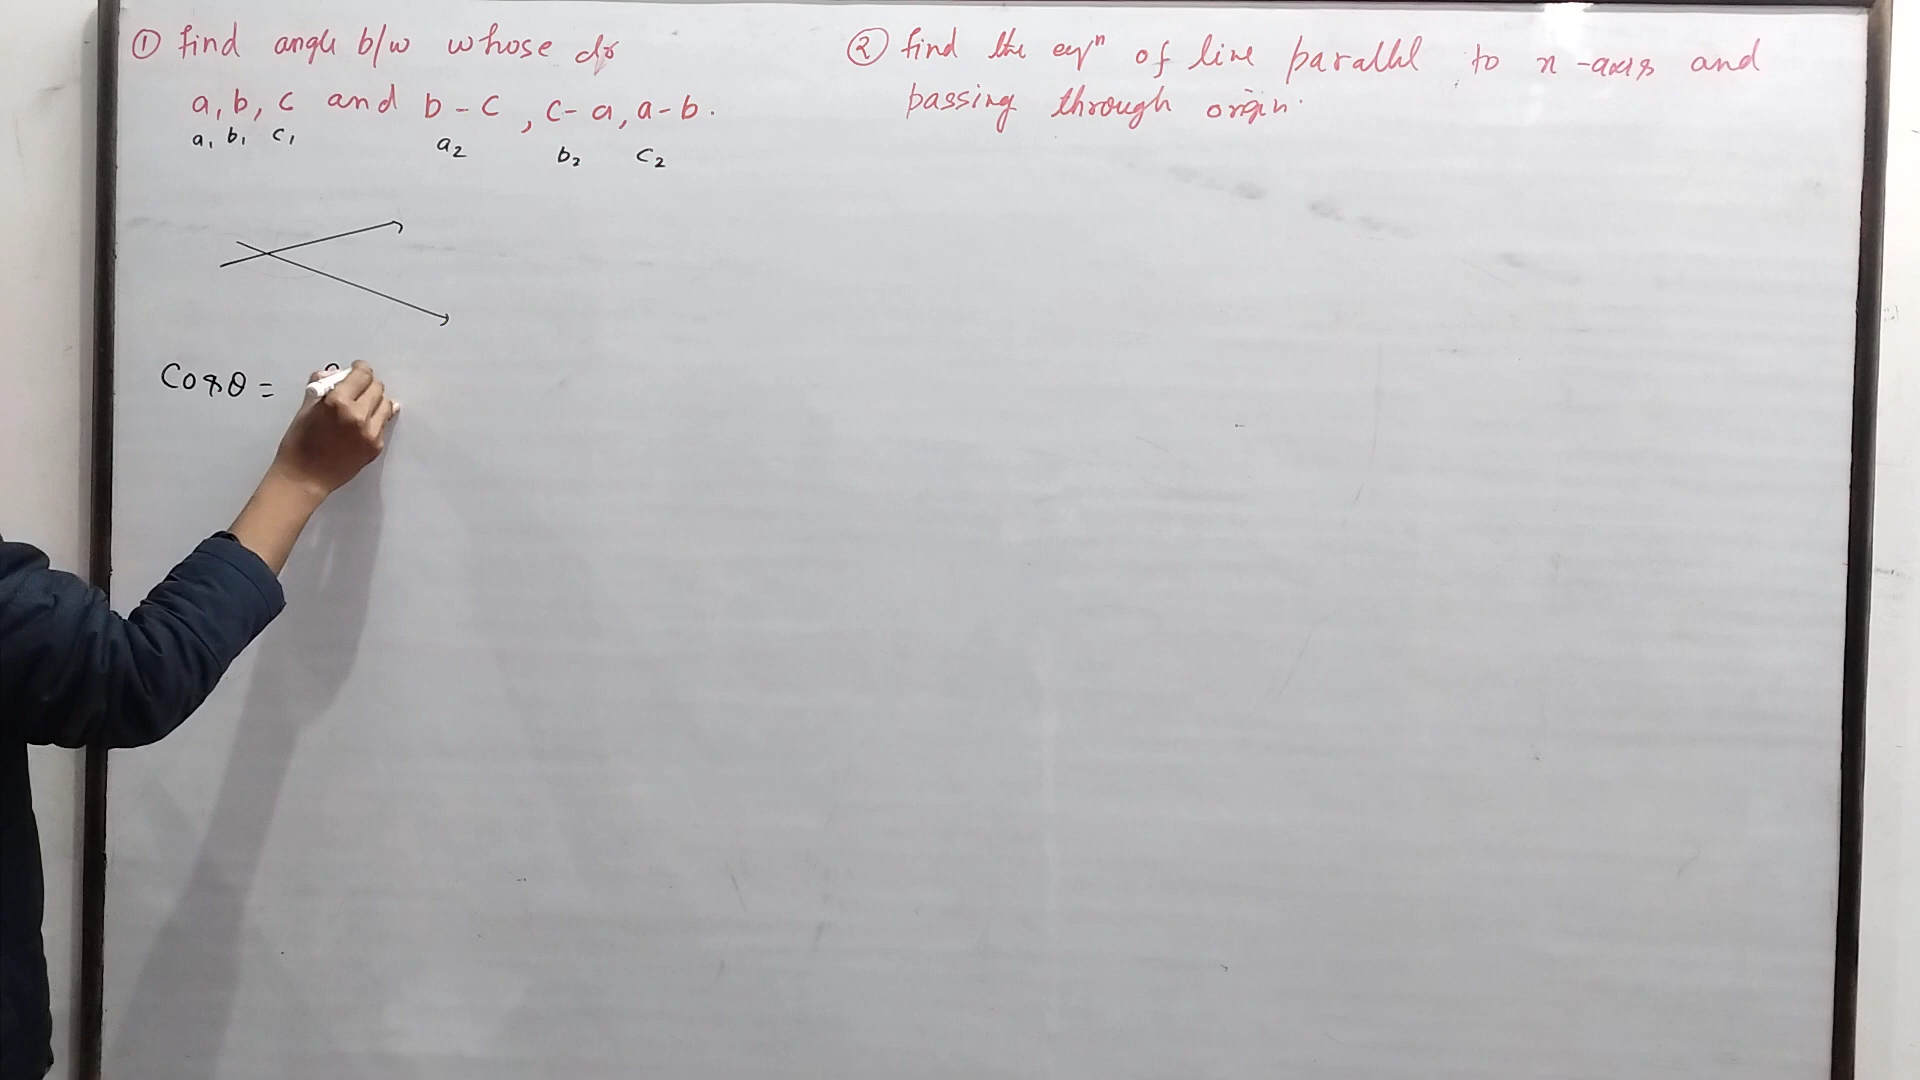 ① find angle b/w whose dr
a, b, c and b-c, c-a, a-b.
a₁ b₁ c₁ a₂ b₂ c₂
Cosθ =
② find the eqⁿ of line parallel to x-axis and
passing through origin.